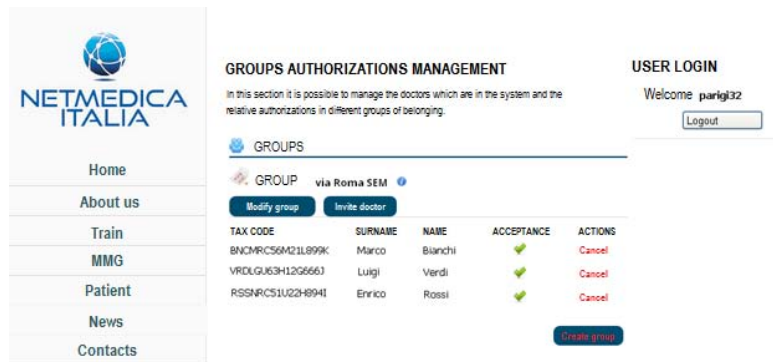 NETMEDICA
ITALIA
Home
About us
Train
MMG
Patient
News
Contacts
GROUPS AUTHORIZATIONS MANAGEMENT
In this section it is possible to manage the doctors which are in the system and the
relative authorizations in different groups of belonging.
GROUPS
GROUP via Roma SEM
Modify group Invite doctor
TAX CODE SURNAME NAME ACCEPTANCE ACTIONS
BNCMRC56M21L899K Marco Bianchi Cancel
VRDLGU63H12G666J Luigi Verdi Cancel
RSSNRC51U22H894I Enrico Rossi Cancel
Create group
USER LOGIN
Welcome parigi32
Logout